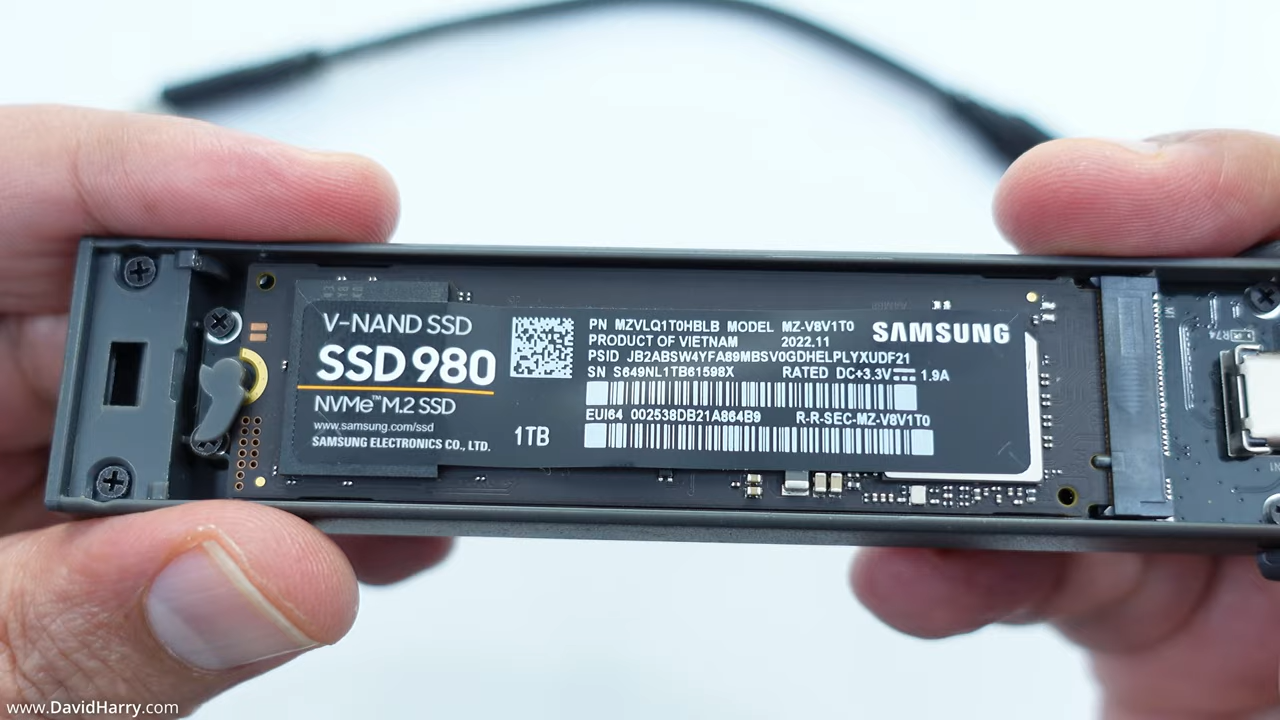 V-NAND SSD
SSD 980
NVMe™ M.2 SSD
www.samsung.com/ssd
SAMSUNG ELECTRONICS CO., LTD.
1TB
PN MZVLQ1T0HBLB MODEL MZ-V8V1T0
PRODUCT OF VIETNAM 2022.11
PSID JB2ABSW4YFA89MBSV0GDHELPLYXUDF21
SN S649NL1TB61598X RATED DC+3.3V 1.9A
EUI64 002538DB21A864B9 R-R-SEC-MZ-V8V1T0
SAMSUNG
R74
www.DavidHarry.com